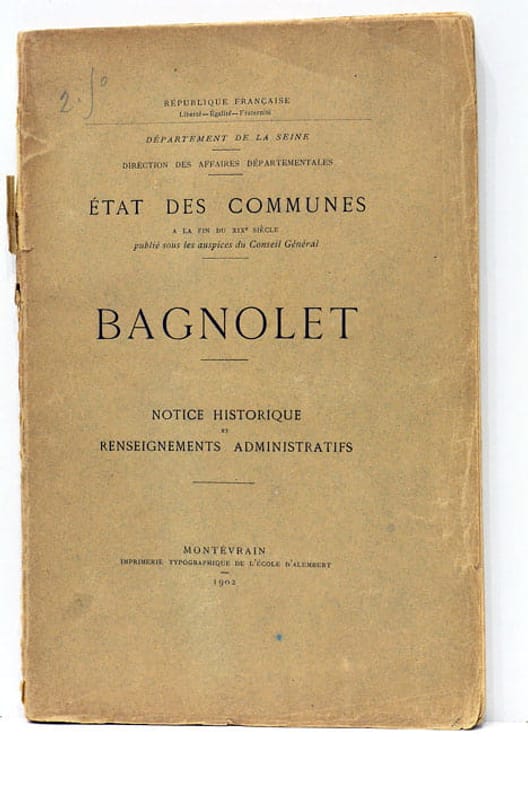 2.50
RÉPUBLIQUE FRANÇAISE
Liberté—Égalité—Fraternité
DÉPARTEMENT DE LA SEINE
DIRECTION DES AFFAIRES DÉPARTEMENTALES
ÉTAT DES COMMUNES
A LA FIN DU XIXe SIÈCLE
publié sous les auspices du Conseil Général
BAGNOLET
NOTICE HISTORIQUE
ET
RENSEIGNEMENTS ADMINISTRATIFS
MONTÉVRAIN
IMPRIMERIE TYPOGRAPHIQUE DE L'ÉCOLE D'ALEMBERT
1902